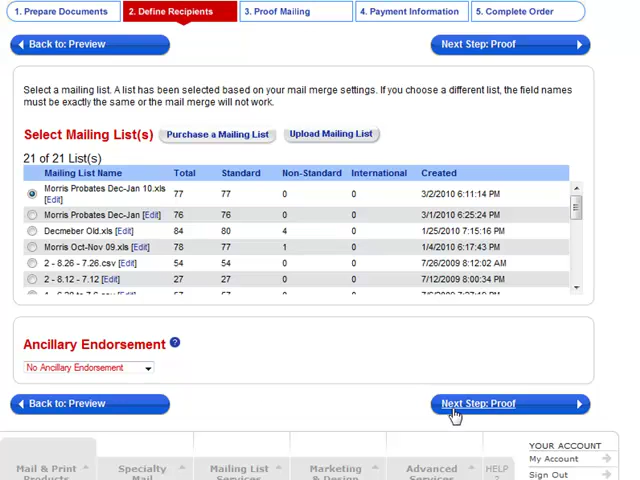 1. Prepare Documents
2. Define Recipients
3. Proof Mailing
4. Payment Information
5. Complete Order
Back to: Preview
Next Step: Proof
Select a mailing list. A list has been selected based on your mail merge settings. If you choose a different list, the field names
must be exactly the same or the mail merge will not work.
Select Mailing List(s) Purchase a Mailing List Upload Mailing List
21 of 21 List(s)
Mailing List Name Total Standard Non-Standard International Created
Morris Probates Dec-Jan 10.xls 77 77 0 0 3/2/2010 6:11:14 PM
[Edit]
Morris Probates Dec-Jan [Edit] 76 76 0 0 3/1/2010 6:25:24 PM
Decmeber Old.xls [Edit] 84 80 4 0 1/25/2010 7:15:16 PM
Morris Oct-Nov 09.xls [Edit] 78 77 1 0 1/4/2010 6:17:43 PM
2 - 8.26 - 7.26.csv [Edit] 54 54 0 0 7/26/2009 8:12:02 AM
2 - 8.12 - 7.12 [Edit] 27 27 0 0 7/12/2009 8:00:34 PM
Ancillary Endorsement ?
No Ancillary Endorsement
Back to: Preview
Next Step: Proof
Mail & Print
Products
Specialty
Mail
Mailing List
Services
Marketing
& Design
Advanced
Services
HELP
?
YOUR ACCOUNT
My Account
Sign Out